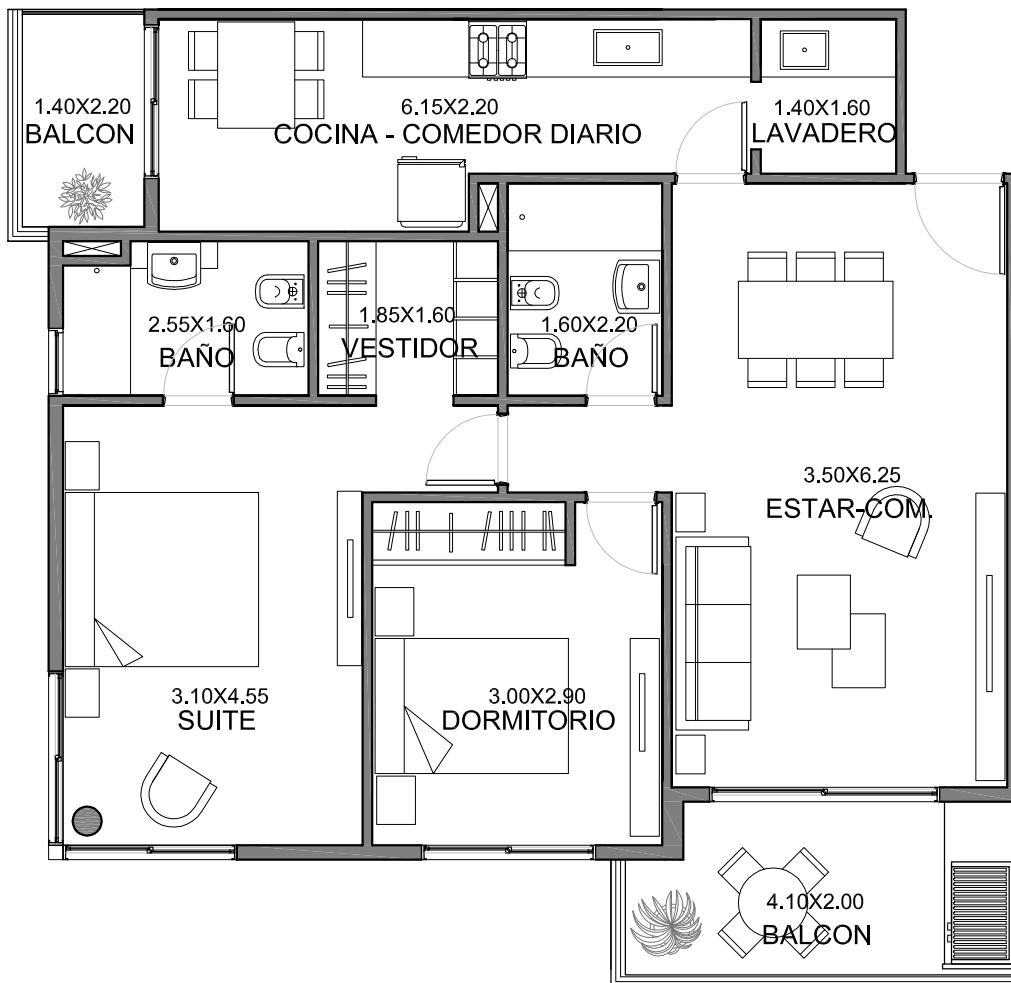 1.40X2.20
BALCON
6.15X2.20
COCINA - COMEDOR DIARIO
1.40X1.60
LAVADERO
2.55X1.60
BAÑO
1.85X1.60
VESTIDOR
1.60X2.20
BAÑO
3.50X6.25
ESTAR-COM.
3.10X4.55
SUITE
3.00X2.90
DORMITORIO
4.10X2.00
BALCON